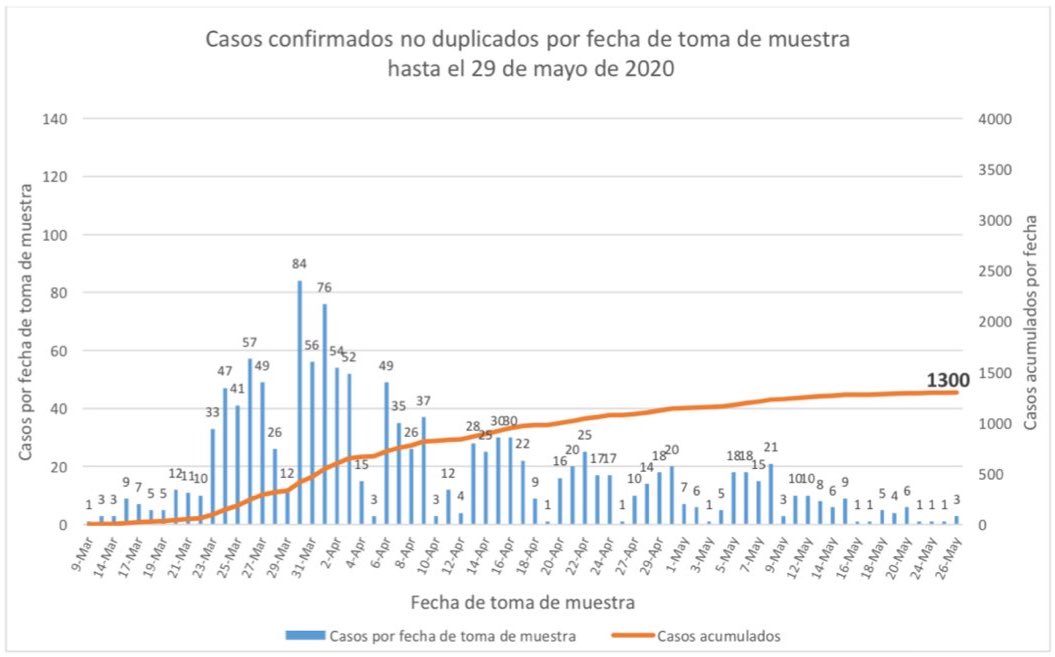 Casos confirmados no duplicados por fecha de toma de muestra
hasta el 29 de mayo de 2020
Casos por fecha de toma de muestra
140
120
100
80
60
40
20
0
4000
3500
3000
2500
2000
1500
1000
500
0
Casos acumulados por fecha
1 3 3 9 7 5 5 12 11 10 33 47 41 57 49 26 12 84 56 76 54 52 15 3 49 35 26 37 3 12 4 28 25 30 30 22 9 1 16 20 25 17 17 1 10 14 18 20 7 6 1 5 18 18 15 21 3 10 10 8 6 9 1 1 5 4 6 1 1 1 3
1300
9-Mar 14-Mar 17-Mar 19-Mar 21-Mar 23-Mar 25-Mar 27-Mar 29-Mar 31-Mar 2-Apr 4-Apr 6-Apr 8-Apr 10-Apr 12-Apr 14-Apr 16-Apr 18-Apr 20-Apr 22-Apr 24-Apr 27-Apr 29-Apr 1-May 3-May 5-May 7-May 9-May 12-May 14-May 16-May 18-May 20-May 24-May 26-May
Fecha de toma de muestra
Casos por fecha de toma de muestra
Casos acumulados